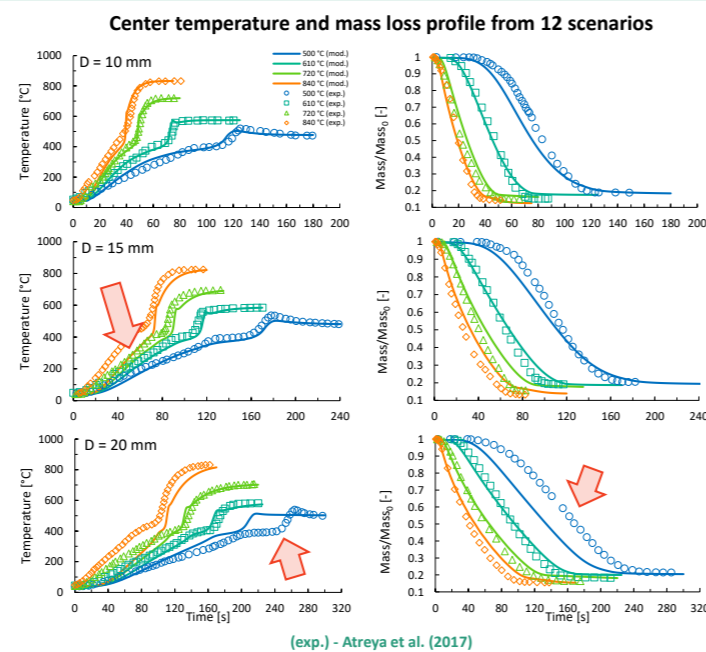 Center temperature and mass loss profile from 12 scenarios
D = 10 mm
500 °C (mod.)
610 °C (mod.)
720 °C (mod.)
840 °C (mod.)
500 °C (exp.)
610 °C (exp.)
720 °C (exp.)
840 °C (exp.)
Temperature [°C]
1000
800
600
400
200
0
0 20 40 60 80 100 120 140 160 180 200
Mass/Mass0 [-]
1
0.9
0.8
0.7
0.6
0.5
0.4
0.3
0.2
0.1
0 20 40 60 80 100 120 140 160 180 200
D = 15 mm
Temperature [°C]
1000
800
600
400
200
0
0 40 80 120 160 200 240
Mass/Mass0 [-]
1
0.9
0.8
0.7
0.6
0.5
0.4
0.3
0.2
0.1
0 40 80 120 160 200 240
D = 20 mm
Temperature [°C]
1000
800
600
400
200
0
0 40 80 120 160 200 240 280 320
Time [s]
Mass/Mass0 [-]
1
0.9
0.8
0.7
0.6
0.5
0.4
0.3
0.2
0.1
0 40 80 120 160 200 240 280 320
Time [s]
(exp.) - Atreya et al. (2017)